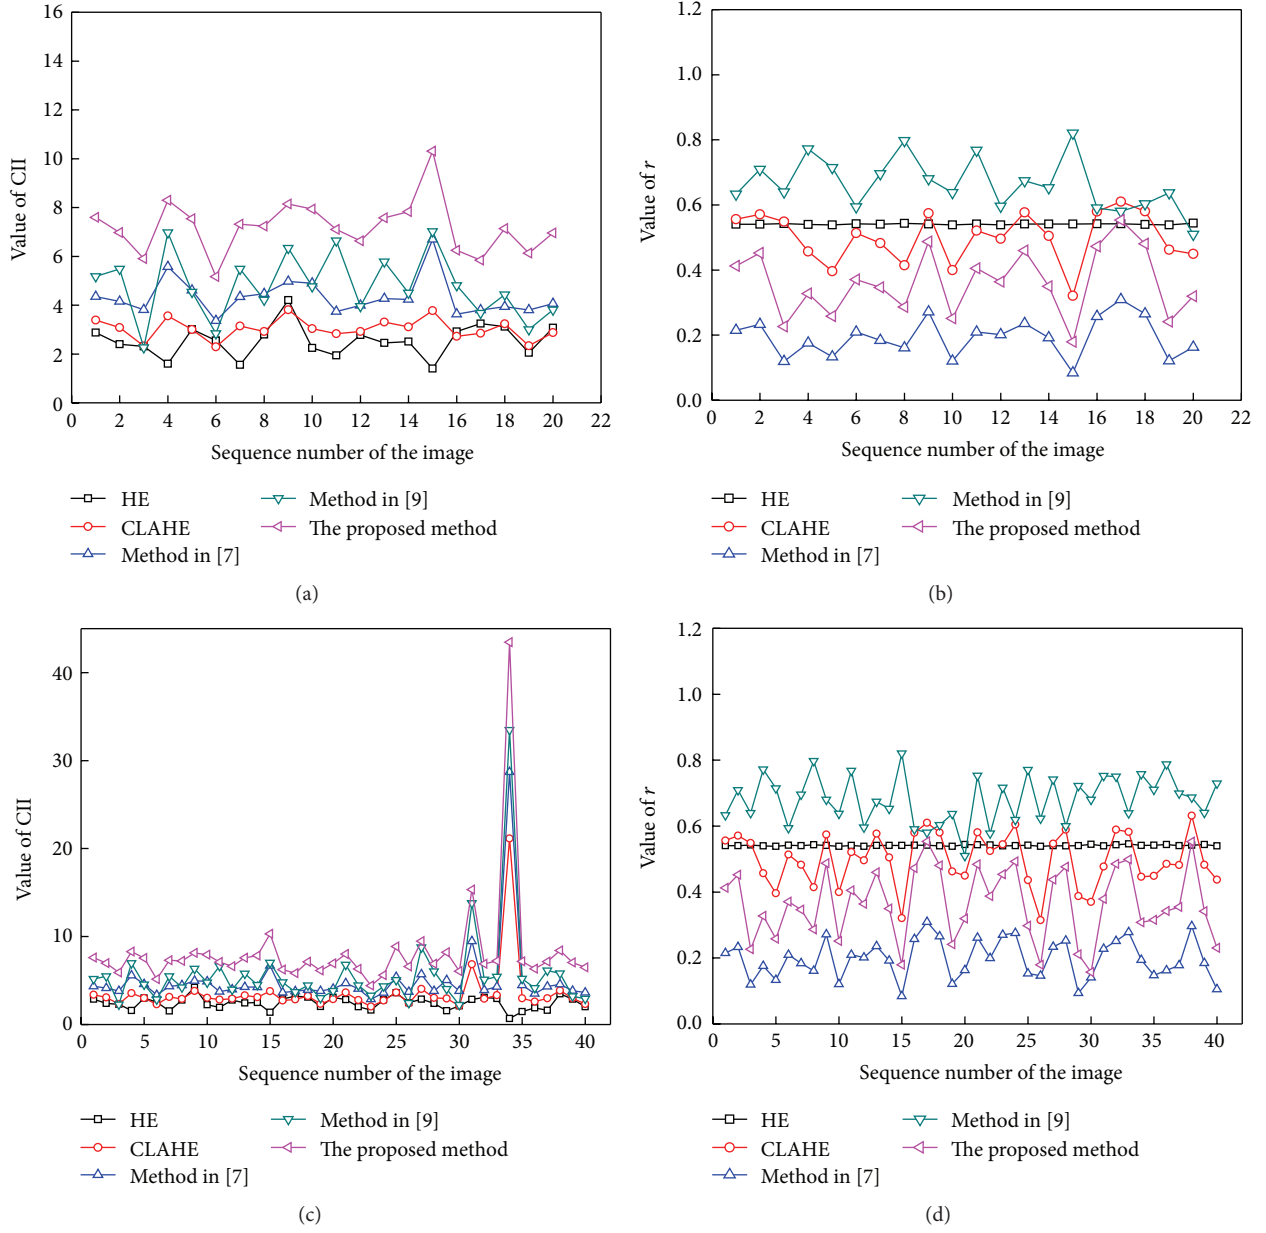 16
14
12
10
8
6
4
2
0
Value of CII
0 2 4 6 8 10 12 14 16 18 20 22
Sequence number of the image
HE
CLAHE
Method in [7]
Method in [9]
The proposed method
(a)
1.2
1.0
0.8
0.6
0.4
0.2
0.0
Value of r
0 2 4 6 8 10 12 14 16 18 20 22
Sequence number of the image
HE
CLAHE
Method in [7]
Method in [9]
The proposed method
(b)
40
30
20
10
0
Value of CII
0 5 10 15 20 25 30 35 40
Sequence number of the image
HE
CLAHE
Method in [7]
Method in [9]
The proposed method
(c)
1.2
1.0
0.8
0.6
0.4
0.2
0.0
Value of r
0 5 10 15 20 25 30 35 40
Sequence number of the image
HE
CLAHE
Method in [7]
Method in [9]
The proposed method
(d)